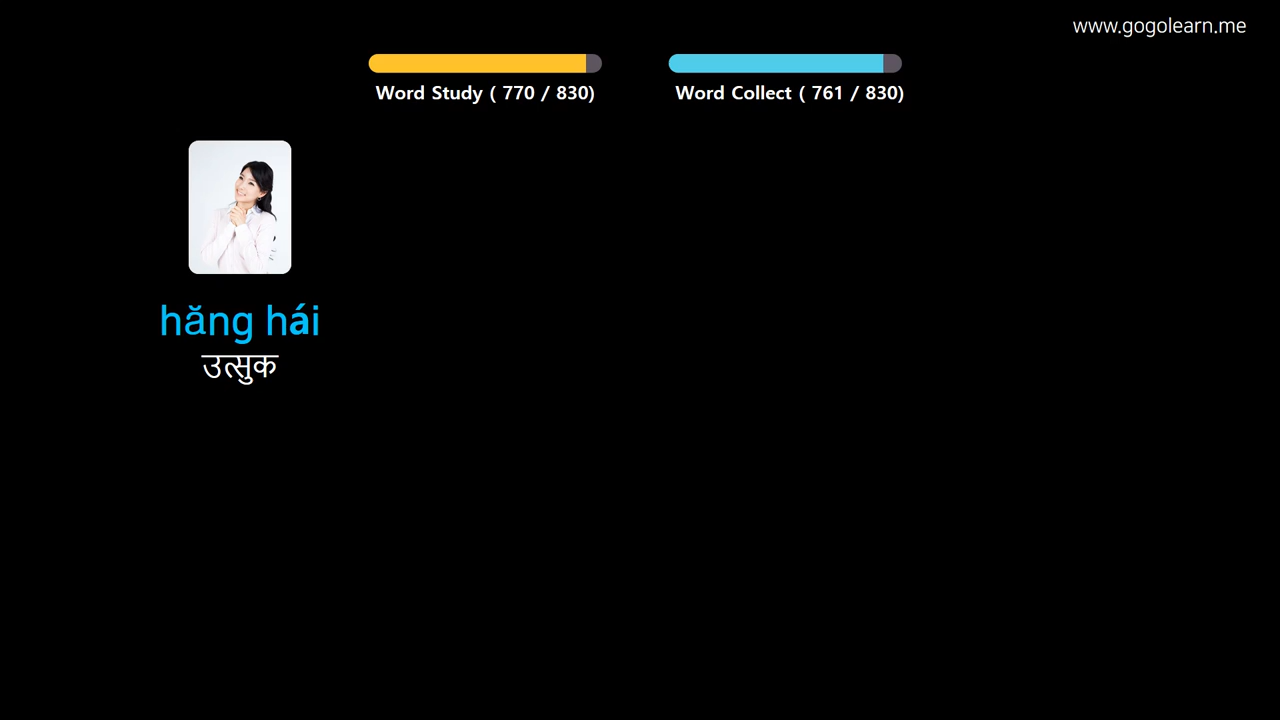 www.gogolearn.me
Word Study ( 770 / 830)
Word Collect ( 761 / 830)
hăng hái
उत्सुक